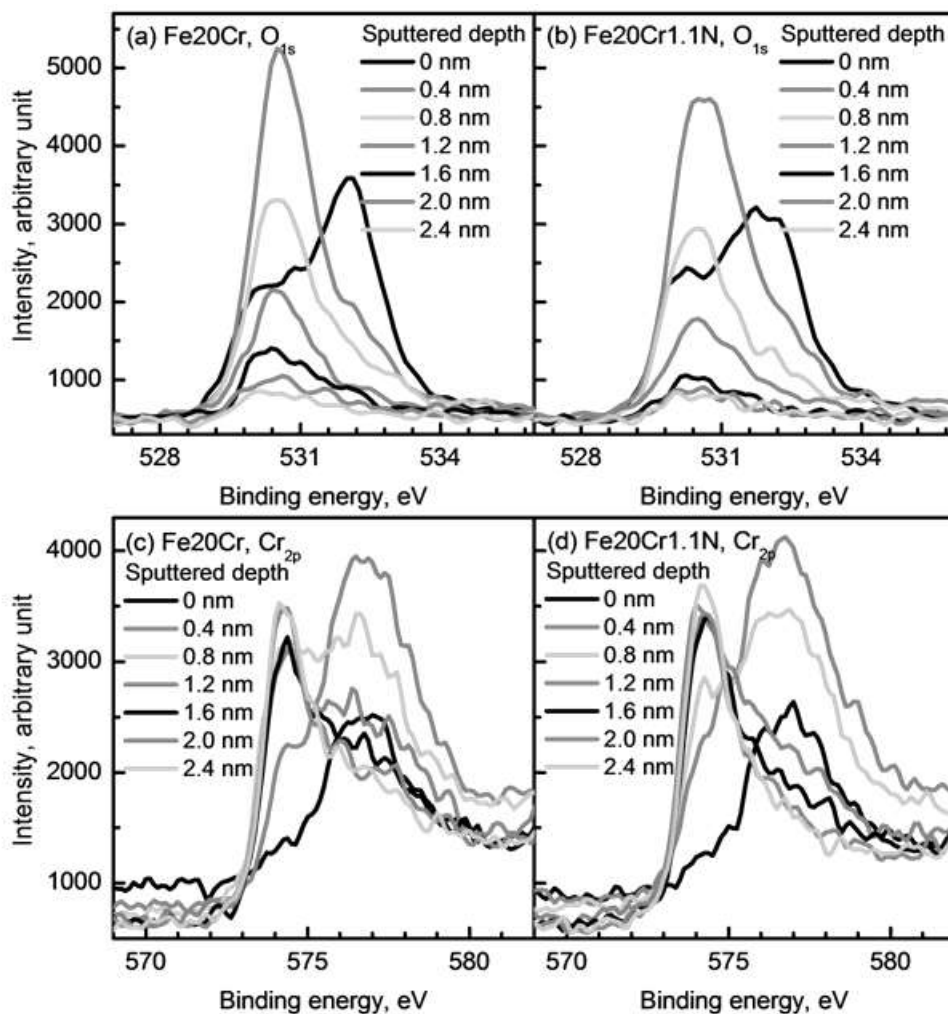 (a) Fe20Cr, O1s
Sputtered depth
0 nm
0.4 nm
0.8 nm
1.2 nm
1.6 nm
2.0 nm
2.4 nm
(b) Fe20Cr1.1N, O1s
Sputtered depth
0 nm
0.4 nm
0.8 nm
1.2 nm
1.6 nm
2.0 nm
2.4 nm
Intensity, arbitrary unit
5000
4000
3000
2000
1000
528
531
534
528
531
534
Binding energy, eV
Binding energy, eV
(c) Fe20Cr, Cr2p
Sputtered depth
0 nm
0.4 nm
0.8 nm
1.2 nm
1.6 nm
2.0 nm
2.4 nm
(d) Fe20Cr1.1N, Cr2p
Sputtered depth
0 nm
0.4 nm
0.8 nm
1.2 nm
1.6 nm
2.0 nm
2.4 nm
Intensity, arbitrary unit
4000
3000
2000
1000
570
575
580
570
575
580
Binding energy, eV
Binding energy, eV